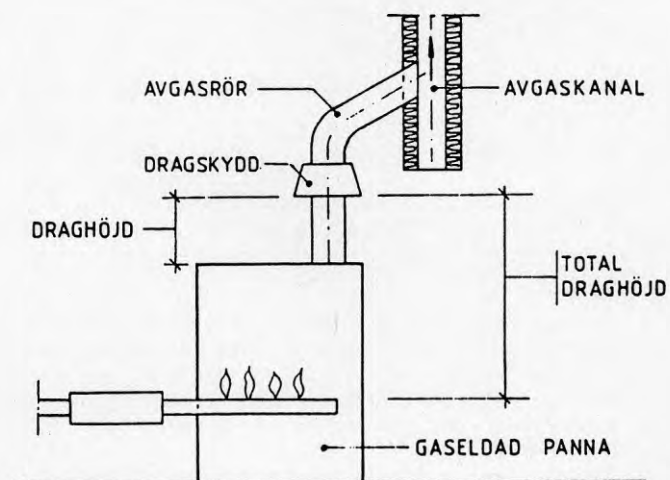 AVGASRÖR
AVGASKANAL
DRAGSKYDD
DRAGHÖJD
TOTAL
DRAGHÖJD
GASELDAD PANNA